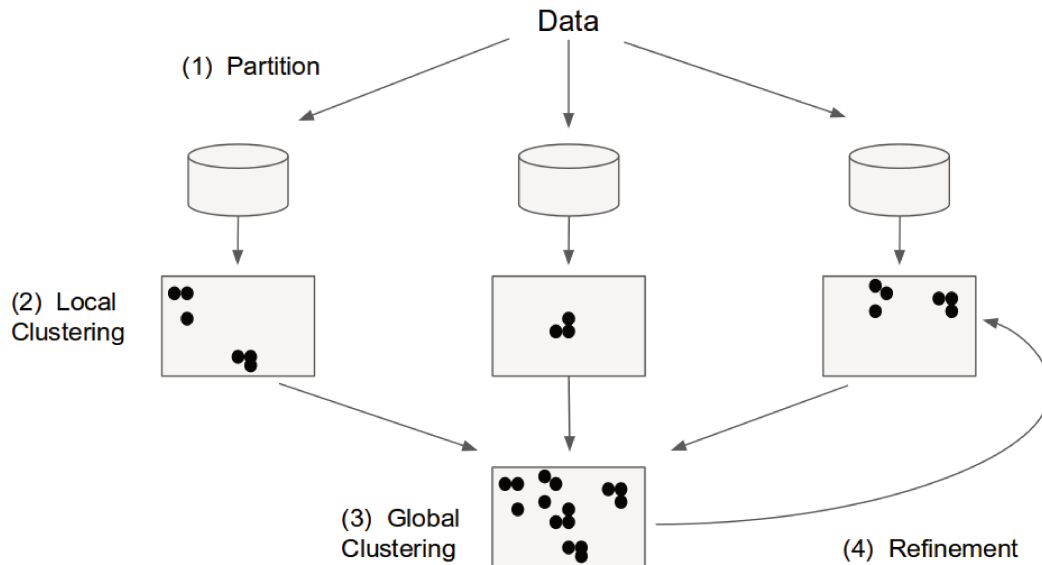 Data
(1) Partition
(2) Local
Clustering
(3) Global
Clustering
(4) Refinement